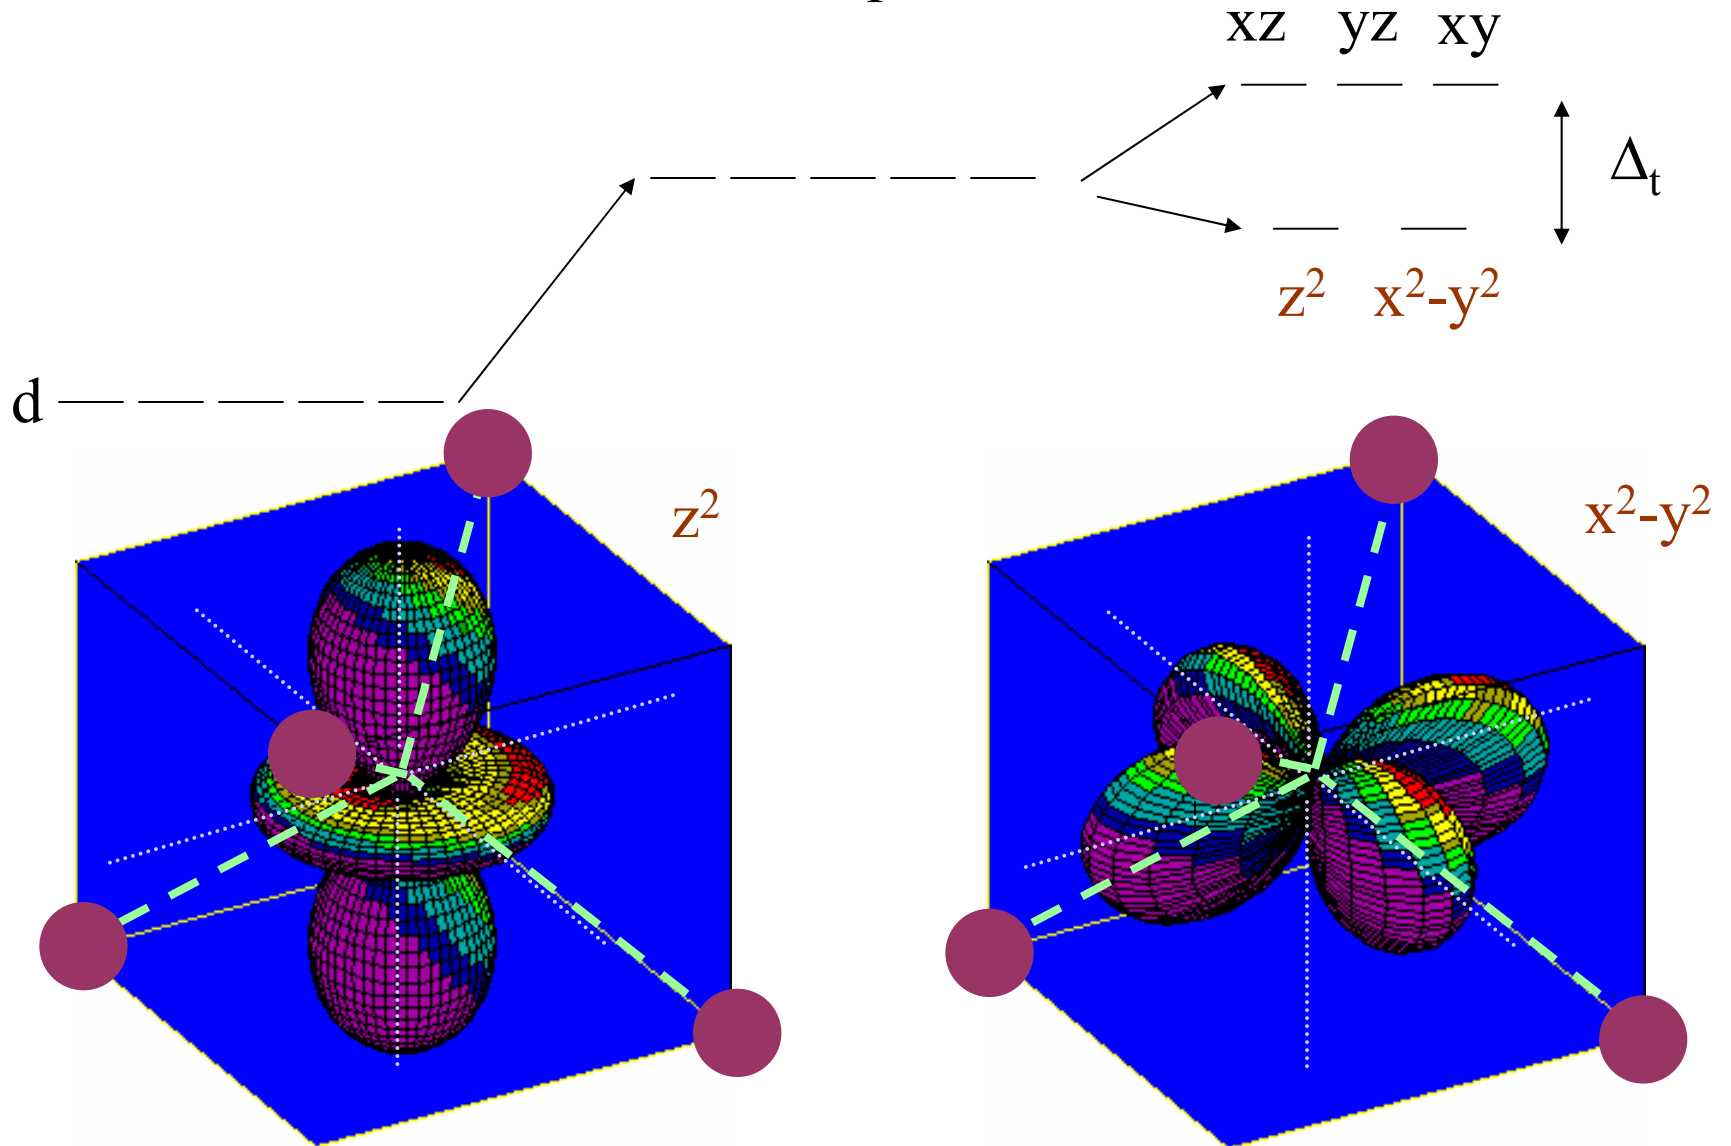 xz yz xy
Δt
z² x²-y²
d
z²
x²-y²